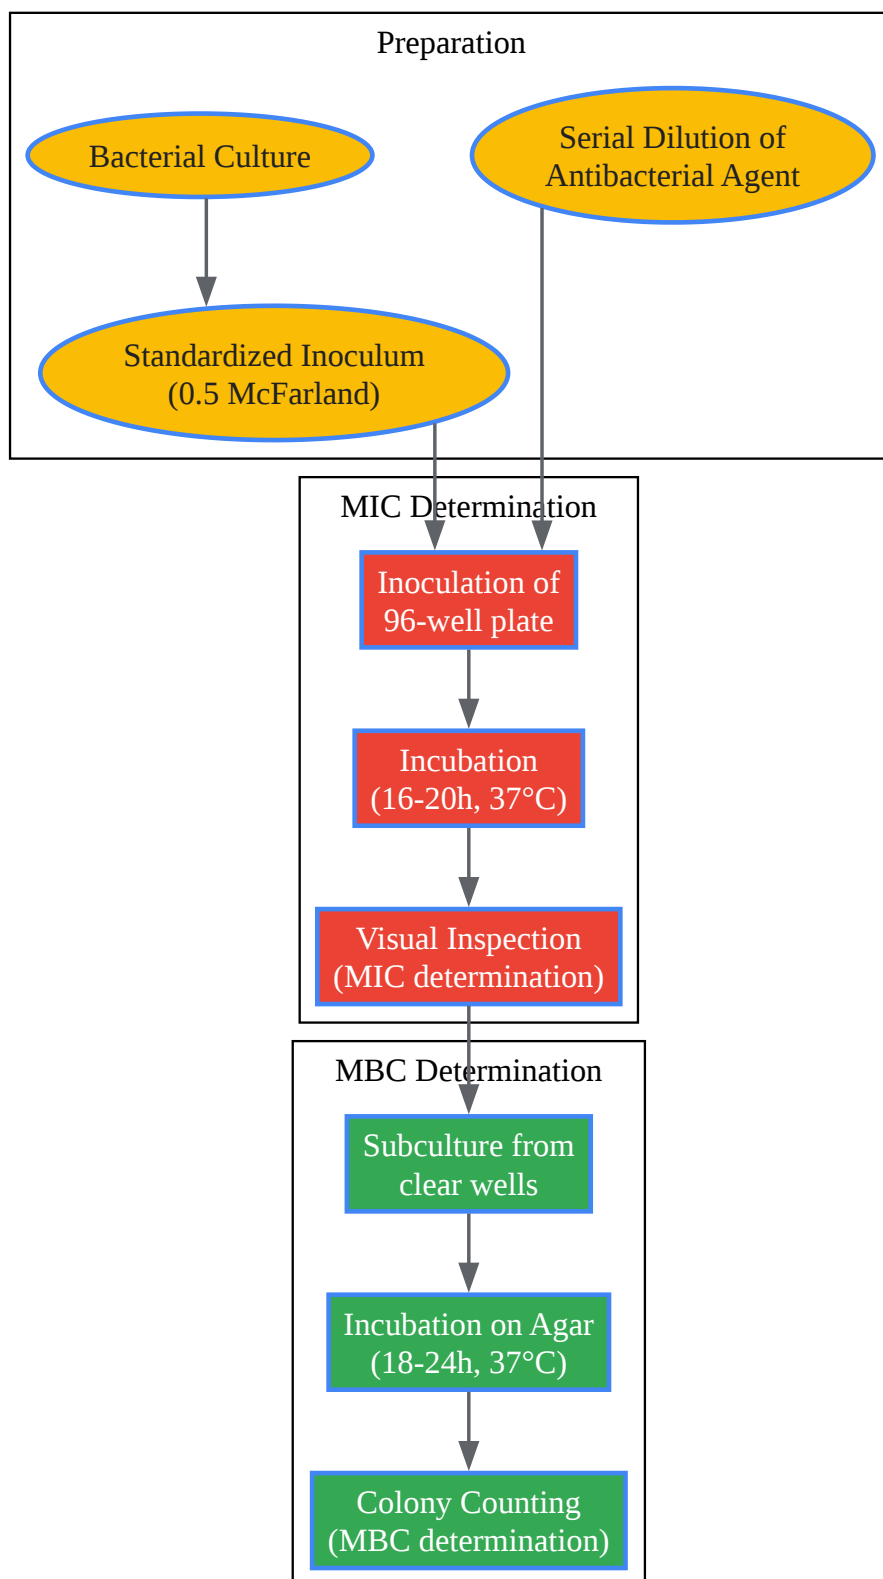 Preparation
Bacterial Culture
Serial Dilution of
Antibacterial Agent
Standardized Inoculum
(0.5 McFarland)
MIC Determination
Inoculation of
96-well plate
Incubation
(16-20h, 37°C)
Visual Inspection
(MIC determination)
MBC Determination
Subculture from
clear wells
Incubation on Agar
(18-24h, 37°C)
Colony Counting
(MBC determination)